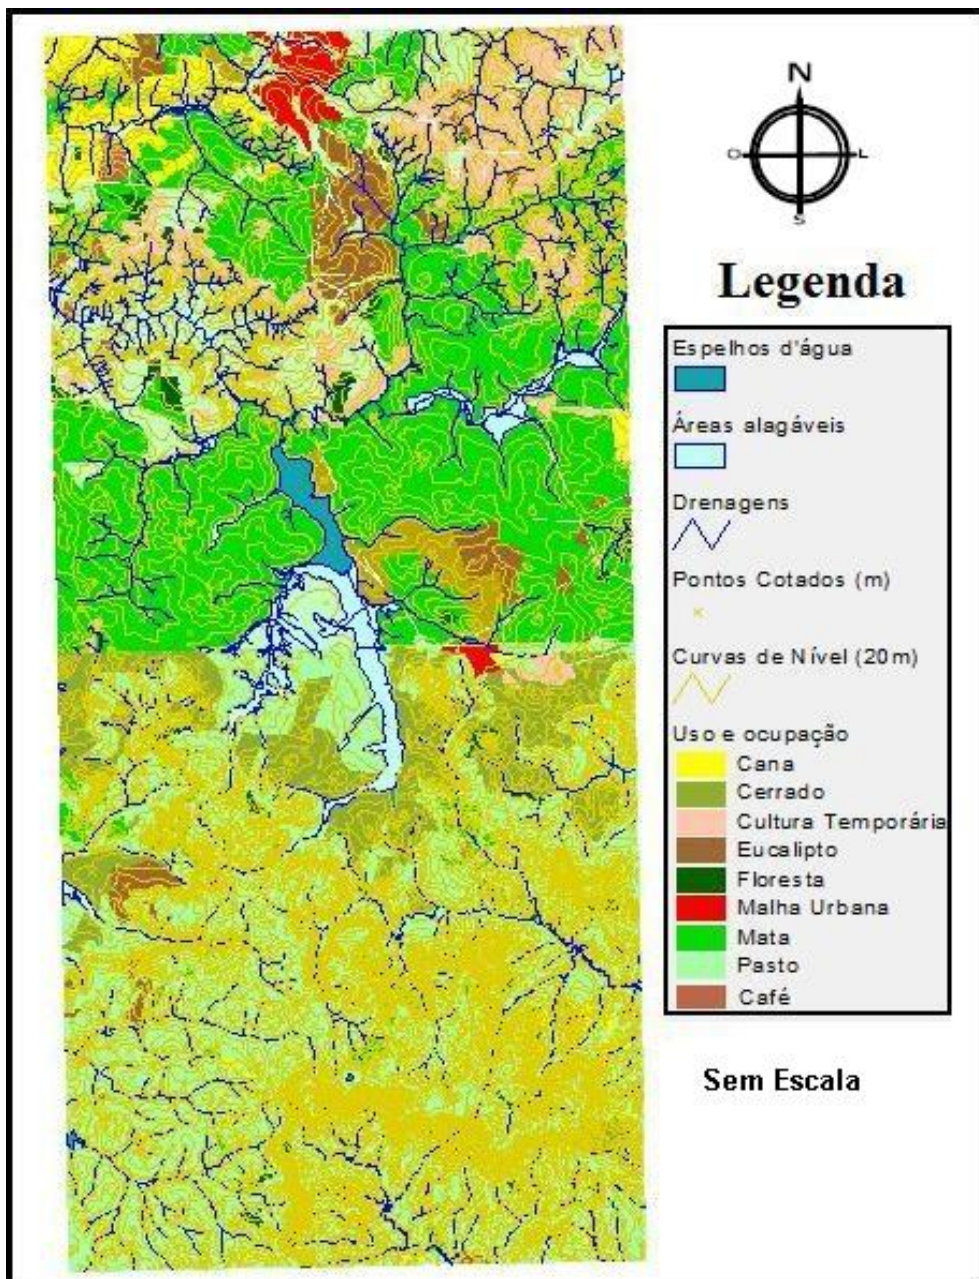 N
O
L
S
Legenda
Espelhos d'água
Áreas alagáveis
Drenagens
Pontos Cotados (m)
Curvas de Nível (20m)
Uso e ocupação
Cana
Cerrado
Cultura Temporária
Eucalipto
Floresta
Malha Urbana
Mata
Pasto
Café
Sem Escala